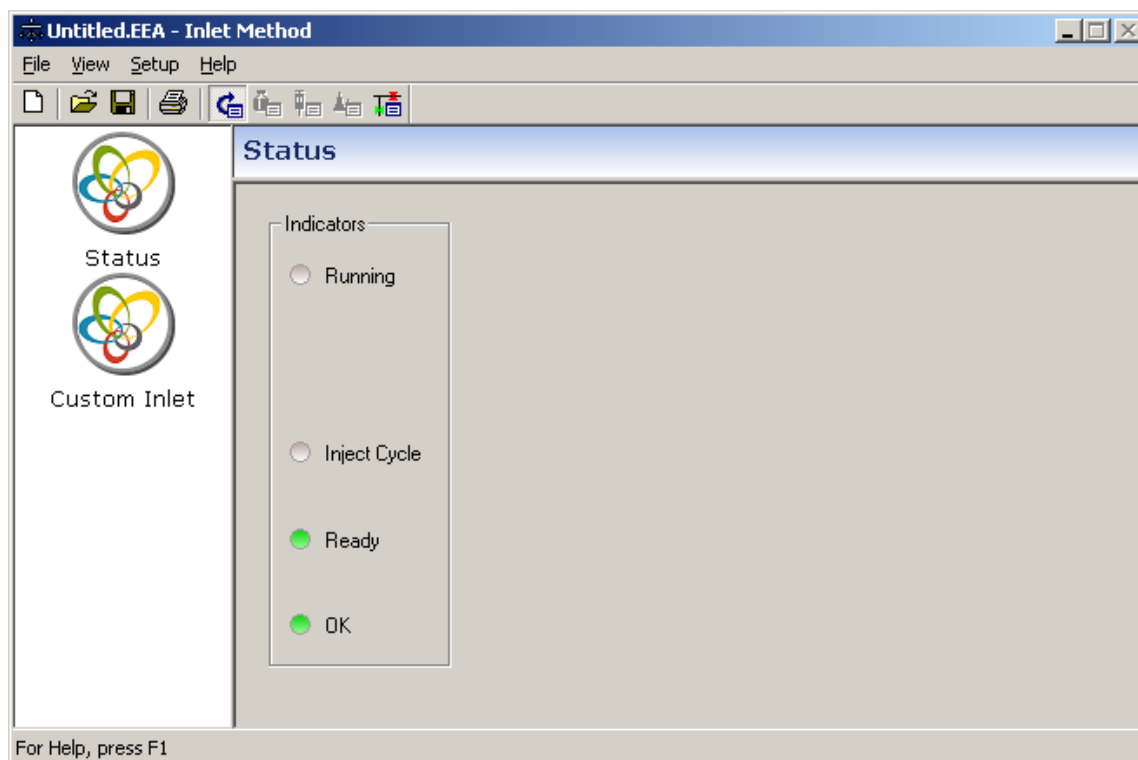 Untitled.EEA - Inlet Method
File View Setup Help
Status
Status
Custom Inlet
Indicators
Running
Inject Cycle
Ready
OK
For Help, press F1